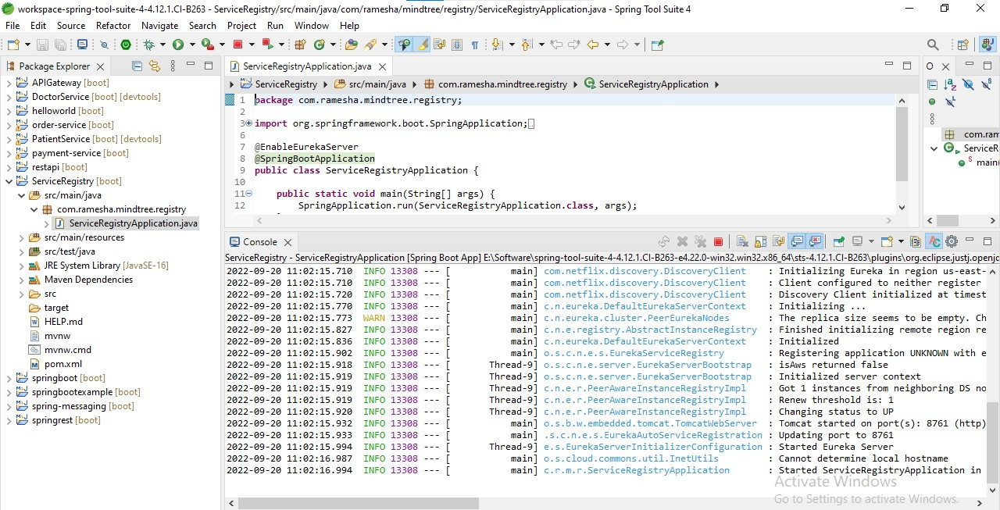 workspace-spring-tool-suite-4-4.12.1.CI-B263 - ServiceRegistry/src/main/java/com/ramesha/mindtree/registry/ServiceRegistryApplication.java - Spring Tool Suite 4
File Edit Source Refactor Navigate Search Project Run Window Help
Package Explorer
APIGateway [boot]
DoctorService [boot] [devtools]
helloworld [boot]
order-service [boot]
PatientService [boot] [devtools]
payment-service [boot]
restapi [boot]
ServiceRegistry [boot]
src/main/java
com.ramesha.mindtree.registry
ServiceRegistryApplication.java
src/main/resources
src/test/java
JRE System Library [JavaSE-16]
Maven Dependencies
src
target
HELP.md
mvnw
mvnw.cmd
pom.xml
springboot [boot]
springbootexample [boot]
spring-messaging [boot]
springrest [boot]
ServiceRegistryApplication.java
ServiceRegistry src/main/java com.ramesha.mindtree.registry ServiceRegistryApplication
1 package com.ramesha.mindtree.registry;
2
3 import org.springframework.boot.SpringApplication;
6
7 @EnableEurekaServer
8 @SpringBootApplication
9 public class ServiceRegistryApplication {
10
11 public static void main(String[] args) {
12 SpringApplication.run(ServiceRegistryApplication.class, args);
O
com.ram
ServiceR
main(
Console
ServiceRegistry - ServiceRegistryApplication [Spring Boot App] E:\Software\spring-tool-suite-4-4.12.1.CI-B263-e4.22.0-win32.win32.x86_64\sts-4.12.1.CI-B263\plugins\org.eclipse.justj.openjc
2022-09-20 11:02:15.710 INFO 13308 --- [ main] com.netflix.discovery.DiscoveryClient : Initializing Eureka in region us-east-
2022-09-20 11:02:15.710 INFO 13308 --- [ main] com.netflix.discovery.DiscoveryClient : Client configured to neither register
2022-09-20 11:02:15.720 INFO 13308 --- [ main] com.netflix.discovery.DiscoveryClient : Discovery Client initialized at timest
2022-09-20 11:02:15.770 INFO 13308 --- [ main] c.n.eureka.DefaultEurekaServerContext : Initializing ...
2022-09-20 11:02:15.773 WARN 13308 --- [ main] c.n.eureka.cluster.PeerEurekaNodes : The replica size seems to be empty. Ch
2022-09-20 11:02:15.827 INFO 13308 --- [ main] c.n.e.registry.AbstractInstanceRegistry : Finished initializing remote region re
2022-09-20 11:02:15.836 INFO 13308 --- [ main] c.n.eureka.DefaultEurekaServerContext : Initialized
2022-09-20 11:02:15.902 INFO 13308 --- [ main] o.s.c.n.e.s.EurekaServiceRegistry : Registering application UNKNOWN with e
2022-09-20 11:02:15.918 INFO 13308 --- [ Thread-9] o.s.c.n.e.server.EurekaServerBootstrap : isAws returned false
2022-09-20 11:02:15.919 INFO 13308 --- [ Thread-9] o.s.c.n.e.server.EurekaServerBootstrap : Initialized server context
2022-09-20 11:02:15.919 INFO 13308 --- [ Thread-9] c.n.e.r.PeerAwareInstanceRegistryImpl : Got 1 instances from neighboring DS no
2022-09-20 11:02:15.919 INFO 13308 --- [ Thread-9] c.n.e.r.PeerAwareInstanceRegistryImpl : Renew threshold is: 1
2022-09-20 11:02:15.920 INFO 13308 --- [ Thread-9] c.n.e.r.PeerAwareInstanceRegistryImpl : Changing status to UP
2022-09-20 11:02:15.932 INFO 13308 --- [ main] o.s.b.w.embedded.tomcat.TomcatWebServer : Tomcat started on port(s): 8761 (http)
2022-09-20 11:02:15.933 INFO 13308 --- [ main] .s.c.n.e.s.EurekaAutoServiceRegistration : Updating port to 8761
2022-09-20 11:02:15.994 INFO 13308 --- [ Thread-9] e.s.EurekaServerInitializerConfiguration : Started Eureka Server
2022-09-20 11:02:16.987 INFO 13308 --- [ main] o.s.cloud.commons.util.InetUtils : Cannot determine local hostname
2022-09-20 11:02:16.994 INFO 13308 --- [ main] c.r.m.r.ServiceRegistryApplication : Started ServiceRegistryApplication in
Activate Windows
Go to Settings to activate Windows.